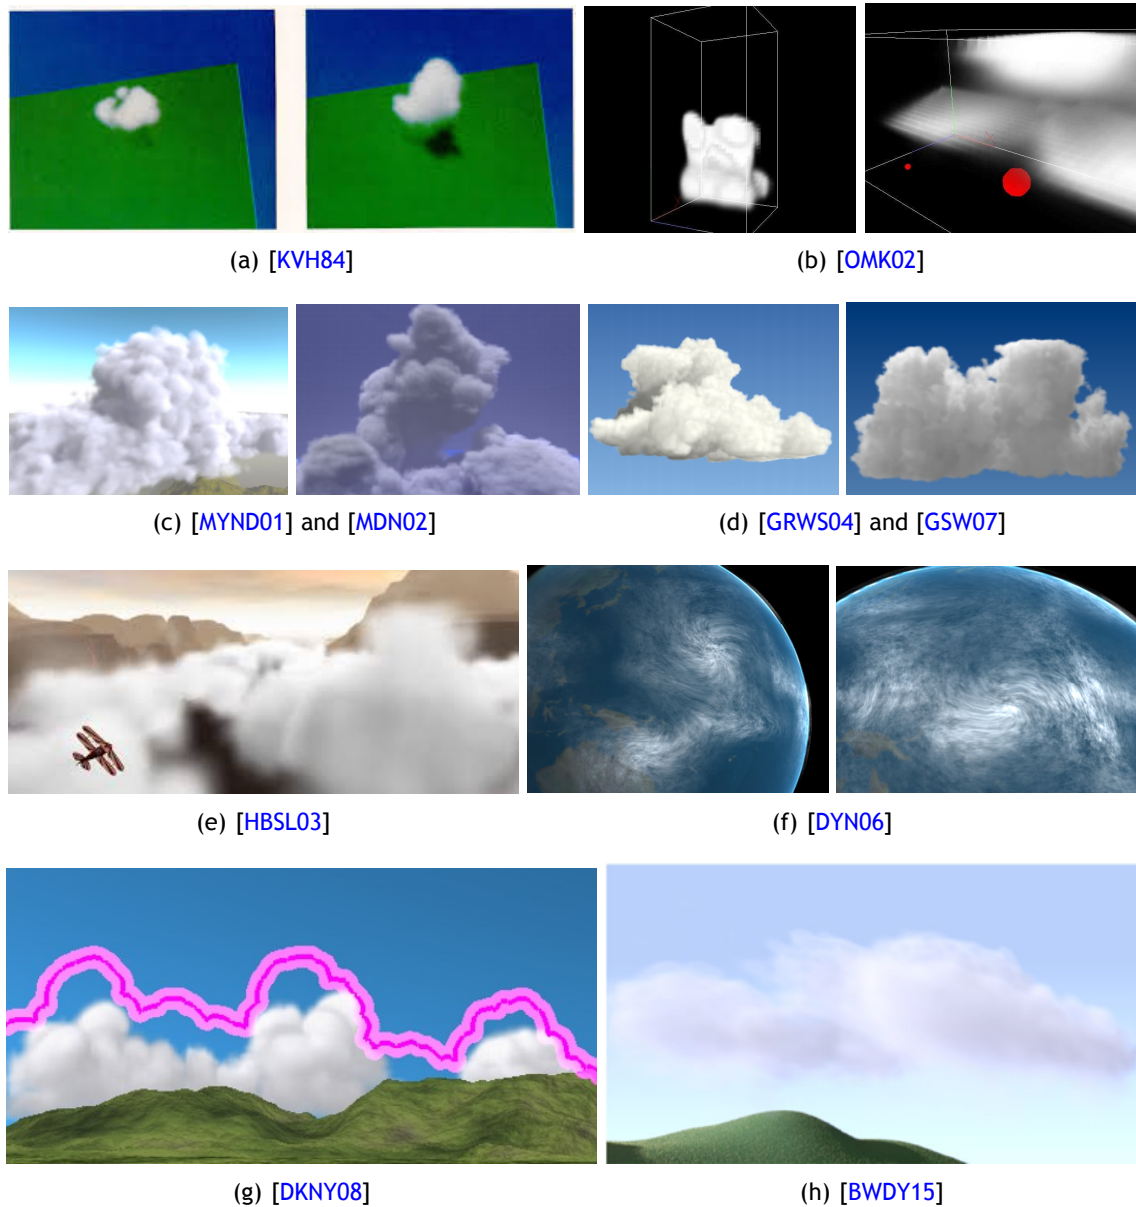 (a) [KVH84]
(b) [OMK02]
(c) [MYND01] and [MDN02]
(d) [GRWS04] and [GSW07]
(e) [HBSL03]
(f) [DYN06]
(g) [DKNY08]
(h) [BWDY15]